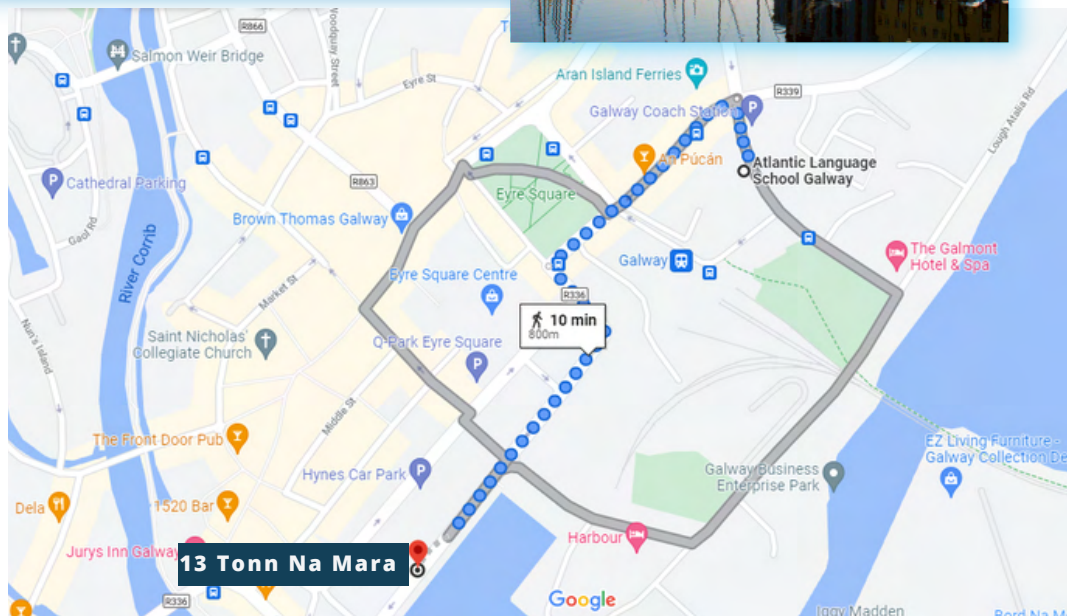 R866
Woodquay Street
Salmon Weir Bridge
Eyre St
Aran Island Ferries
R339
Galway Coach Station
Lough Atalia Rd
An Púcán
Atlantic Language
School Galway
Cathedral Parking
R863
Eyre Square
Gaol Rd
Brown Thomas Galway
River Corrib
Galway
The Galmont
Hotel & Spa
Eyre Square Centre
Market St
R336
10 min
800m
Nun's Island
Saint Nicholas'
Collegiate Church
Q-Park Eyre Square
Middle St
The Front Door Pub
EZ Living Furniture -
Galway Collection De
Hynes Car Park
Galway Business
Enterprise Park
Dela
1520 Bar
Harbour
Jurys Inn Galway
13 Tonn Na Mara
R336
Google
Iggy Madden
Bord Na M